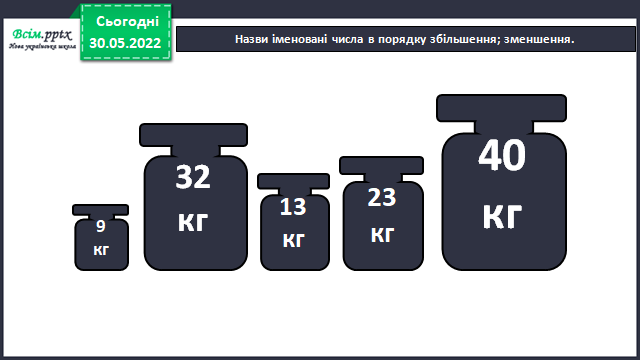 Всім.pptx
Нова українська школа
Сьогодні
30.05.2022
Назви іменовані числа в порядку збільшення; зменшення.
9
кг
32
кг
13
кг
23
кг
40
кг